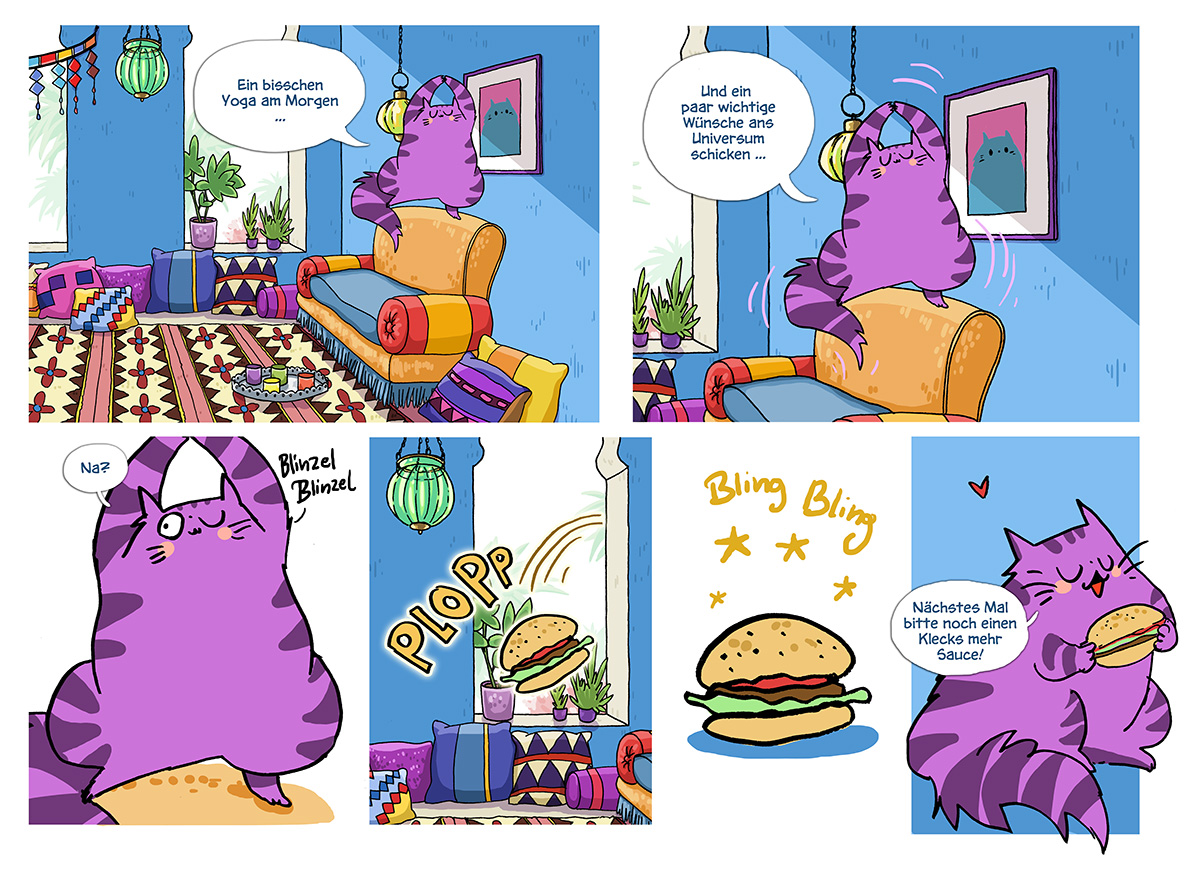 Ein bisschen
Yoga am Morgen
...
Und ein
paar wichtige
Wünsche ans
Universum
schicken ...
Na?
Blinzel
Blinzel
PLOPP
Bling Bling
Nächstes Mal
bitte noch einen
Klecks mehr
Sauce!